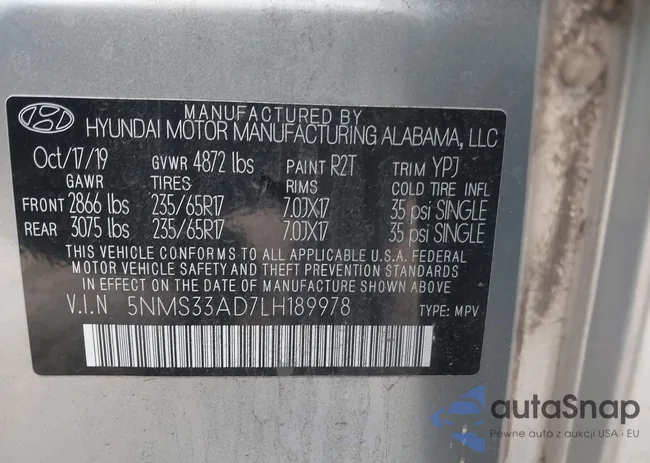 MANUFACTURED BY
HYUNDAI MOTOR MANUFACTURING ALABAMA, LLC
Oct/17/19 GVWR 4872 lbs PAINT R2T TRIM YPJ
GAWR TIRES RIMS COLD TIRE INFL
FRONT 2866 lbs 235/65R17 7.0JX17 35 psi SINGLE
REAR 3075 lbs 235/65R17 7.0JX17 35 psi SINGLE
THIS VEHICLE CONFORMS TO ALL APPLICABLE U.S.A. FEDERAL
MOTOR VEHICLE SAFETY AND THEFT PREVENTION STANDARDS
IN EFFECT ON THE DATE OF MANUFACTURE SHOWN ABOVE.
V.I.N 5NMS33AD7LH189978 TYPE: MPV
autaSnap
Pewne auta z aukcji USA i EU